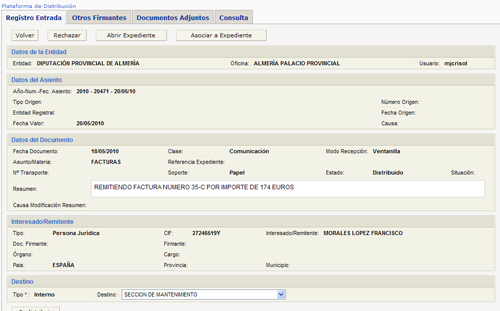 Plataforma de Distribución
Registro Entrada Otros Firmantes Documentos Adjuntos Consulta
Volver Rechazar Abrir Expediente Asociar a Expediente
Datos de la Entidad
Entidad: DIPUTACIÓN PROVINCIAL DE ALMERÍA Oficina: ALMERÍA PALACIO PROVINCIAL Usuario: mjcrisol
Datos del Asiento
Año-Num.-Fec. Asiento: 2010 - 20471 - 20/05/10
Tipo Origen: Número Origen:
Entidad Registral: Fecha Origen:
Fecha Valor: 20/05/2010 Causa:
Datos del Documento
Fecha Documento: 18/05/2010 Clase: Comunicación Modo Recepción: Ventanilla
Asunto/Materia: FACTURAS Referencia Expediente:
Nº Transporte: Soporte: Papel Estado: Distribuido Situación:
Resumen: REMITIENDO FACTURA NUMERO 35-C POR IMPORTE DE 174 EUROS
Causa Modificación Resumen:
Interesado/Remitente
Tipo: Persona Jurídica CIF: 27246519Y Interesado/Remitente: MORALES LOPEZ FRANCISCO
Doc. Firmante: Firmante:
Órgano: Cargo:
País: ESPAÑA Provincia: Municipio:
Destino
Tipo * : Interno Destino: SECCION DE MANTENIMIENTO